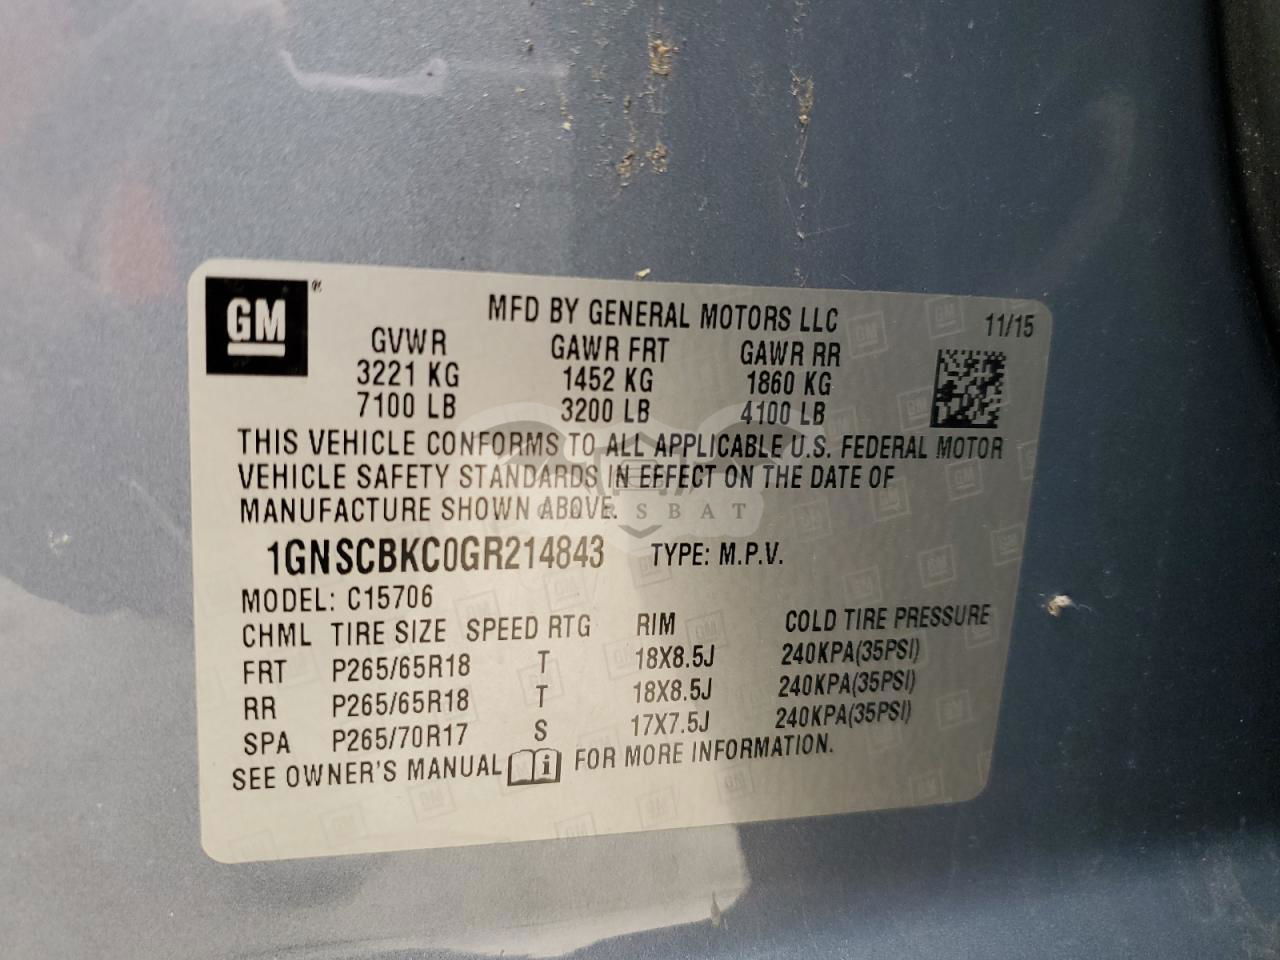 GM ®
MFD BY GENERAL MOTORS LLC
11/15
GVWR GAWR FRT GAWR RR
3221 KG 1452 KG 1860 KG
7100 LB 3200 LB 4100 LB
THIS VEHICLE CONFORMS TO ALL APPLICABLE U.S. FEDERAL MOTOR
VEHICLE SAFETY STANDARDS IN EFFECT ON THE DATE OF
MANUFACTURE SHOWN ABOVE.
1GNSCBKC0GR214843 TYPE: M.P.V.
MODEL: C15706
CHML TIRE SIZE SPEED RTG RIM COLD TIRE PRESSURE
FRT P265/65R18 T 18X8.5J 240KPA(35PSI)
RR P265/65R18 T 18X8.5J 240KPA(35PSI)
SPA P265/70R17 S 17X7.5J 240KPA(35PSI)
SEE OWNER'S MANUAL i FOR MORE INFORMATION.